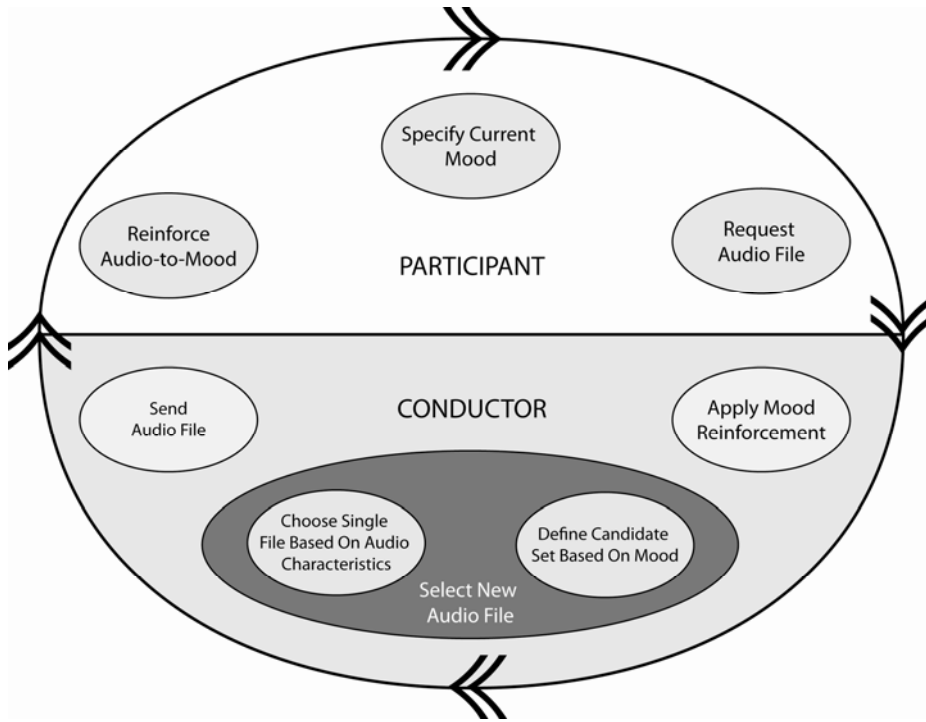 Specify Current
Mood
Reinforce
Audio-to-Mood
Request
Audio File
PARTICIPANT
Send
Audio File
CONDUCTOR
Apply Mood
Reinforcement
Choose Single
File Based On Audio
Characteristics
Define Candidate
Set Based On Mood
Select New
Audio File